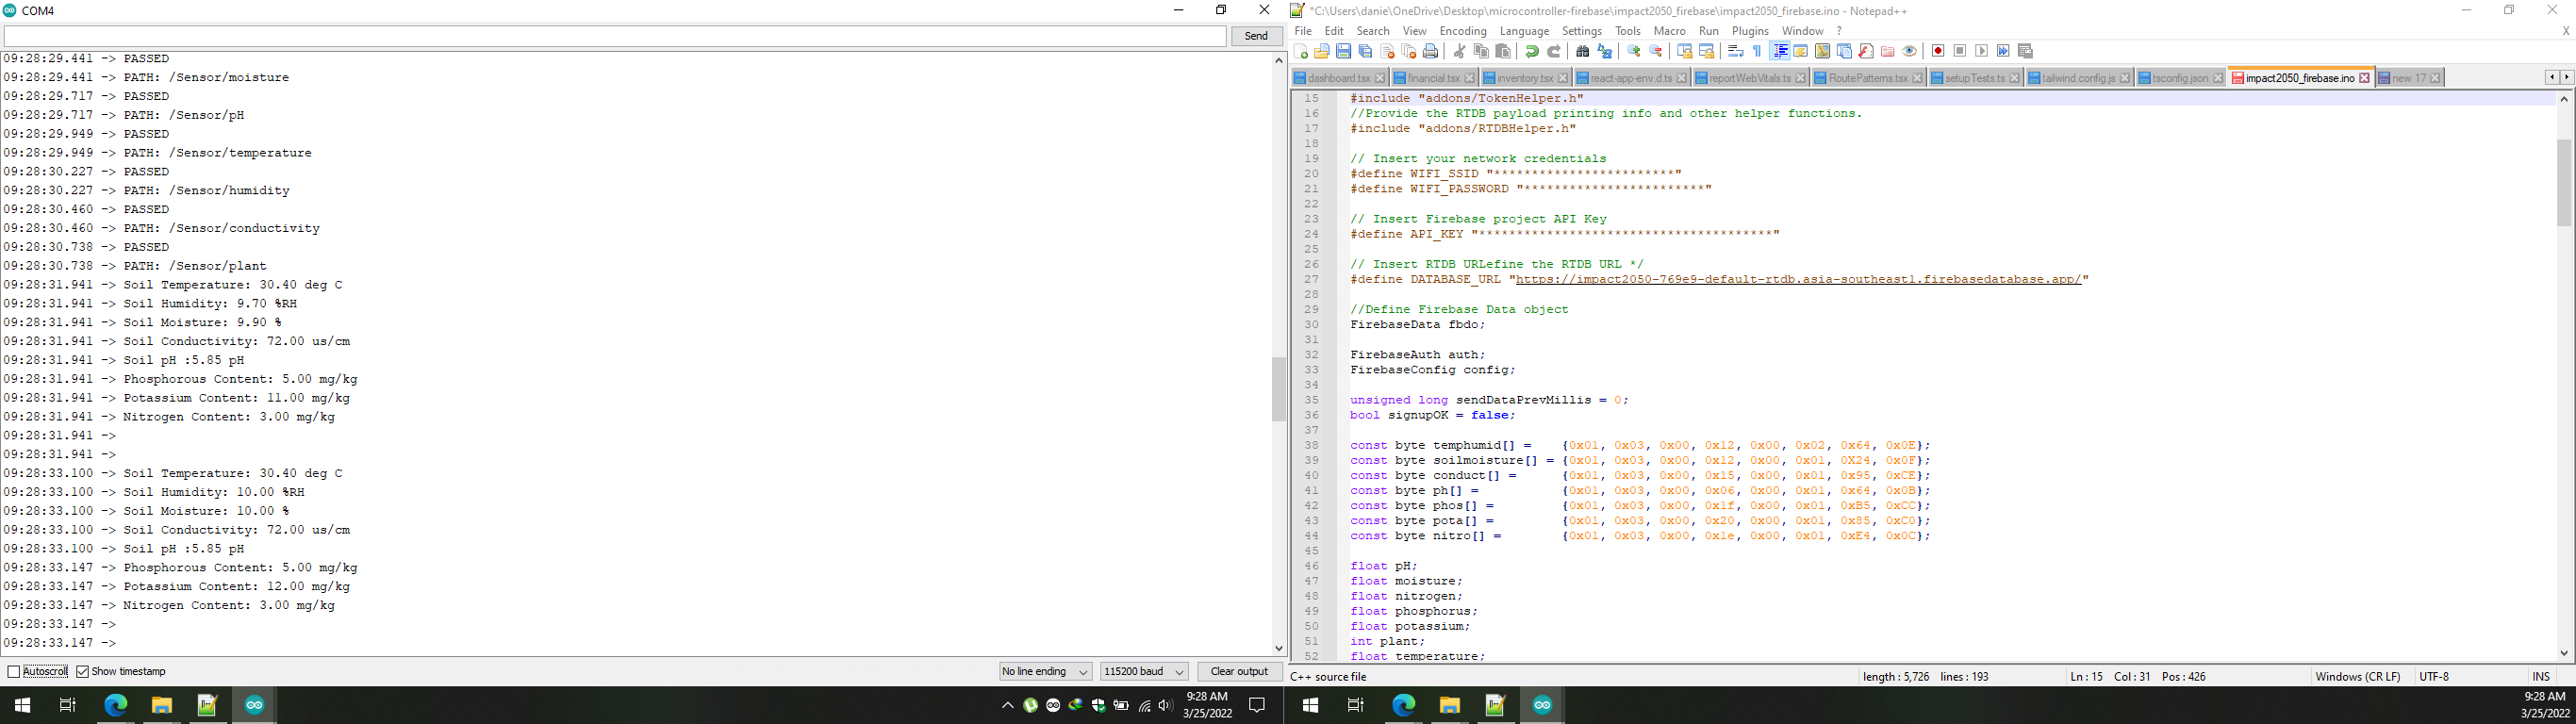 COM4
Send
09:28:29.441 -> PASSED
09:28:29.441 -> PATH: /Sensor/moisture
09:28:29.717 -> PASSED
09:28:29.717 -> PATH: /Sensor/pH
09:28:29.949 -> PASSED
09:28:29.949 -> PATH: /Sensor/temperature
09:28:30.227 -> PASSED
09:28:30.227 -> PATH: /Sensor/humidity
09:28:30.460 -> PASSED
09:28:30.460 -> PATH: /Sensor/conductivity
09:28:30.738 -> PASSED
09:28:30.738 -> PATH: /Sensor/plant
09:28:31.941 -> Soil Temperature: 30.40 deg C
09:28:31.941 -> Soil Humidity: 9.70 %RH
09:28:31.941 -> Soil Moisture: 9.90 %
09:28:31.941 -> Soil Conductivity: 72.00 us/cm
09:28:31.941 -> Soil pH :5.85 pH
09:28:31.941 -> Phosphorous Content: 5.00 mg/kg
09:28:31.941 -> Potassium Content: 11.00 mg/kg
09:28:31.941 -> Nitrogen Content: 3.00 mg/kg
09:28:31.941 ->
09:28:31.941 ->
09:28:33.100 -> Soil Temperature: 30.40 deg C
09:28:33.100 -> Soil Humidity: 10.00 %RH
09:28:33.100 -> Soil Moisture: 10.00 %
09:28:33.100 -> Soil Conductivity: 72.00 us/cm
09:28:33.100 -> Soil pH :5.85 pH
09:28:33.147 -> Phosphorous Content: 5.00 mg/kg
09:28:33.147 -> Potassium Content: 12.00 mg/kg
09:28:33.147 -> Nitrogen Content: 3.00 mg/kg
09:28:33.147 ->
09:28:33.147 ->
Autoscroll Show timestamp No line ending 115200 baud Clear output
9:28 AM
3/25/2022
*C:\Users\danie\OneDrive\Desktop\microcontroller-firebase\impact2050_firebase\impact2050_firebase.ino - Notepad++
File Edit Search View Encoding Language Settings Tools Macro Run Plugins Window ? X
dashboard.tsx financial.tsx inventory.tsx react-app-env.d.ts reportWebVitals.ts RoutePatterns.tsx setupTests.ts tailwind.config.js tsconfig.json impact2050_firebase.ino new 17
15 #include "addons/TokenHelper.h"
16 //Provide the RTDB payload printing info and other helper functions.
17 #include "addons/RTDBHelper.h"
18
19 // Insert your network credentials
20 #define WIFI_SSID "************************"
21 #define WIFI_PASSWORD "************************"
22
23 // Insert Firebase project API Key
24 #define API_KEY "***************************************"
25
26 // Insert RTDB URLefine the RTDB URL */
27 #define DATABASE_URL "https://impact2050-769e9-default-rtdb.asia-southeast1.firebasedatabase.app/"
28
29 //Define Firebase Data object
30 FirebaseData fbdo;
31
32 FirebaseAuth auth;
33 FirebaseConfig config;
34
35 unsigned long sendDataPrevMillis = 0;
36 bool signupOK = false;
37
38 const byte temphumid[] = {0x01, 0x03, 0x00, 0x12, 0x00, 0x02, 0x64, 0x0E};
39 const byte soilmoisture[] = {0x01, 0x03, 0x00, 0x12, 0x00, 0x01, 0X24, 0x0F};
40 const byte conduct[] = {0x01, 0x03, 0x00, 0x15, 0x00, 0x01, 0x95, 0xCE};
41 const byte ph[] = {0x01, 0x03, 0x00, 0x06, 0x00, 0x01, 0x64, 0x0B};
42 const byte phos[] = {0x01, 0x03, 0x00, 0x1f, 0x00, 0x01, 0xB5, 0xCC};
43 const byte pota[] = {0x01, 0x03, 0x00, 0x20, 0x00, 0x01, 0x85, 0xC0};
44 const byte nitro[] = {0x01, 0x03, 0x00, 0x1e, 0x00, 0x01, 0xE4, 0x0C};
45
46 float pH;
47 float moisture;
48 float nitrogen;
49 float phosphorus;
50 float potassium;
51 int plant;
52 float temperature;
C++ source file length : 5,726 lines : 193 Ln : 15 Col : 31 Pos : 426 Windows (CR LF) UTF-8 INS
9:28 AM
3/25/2022